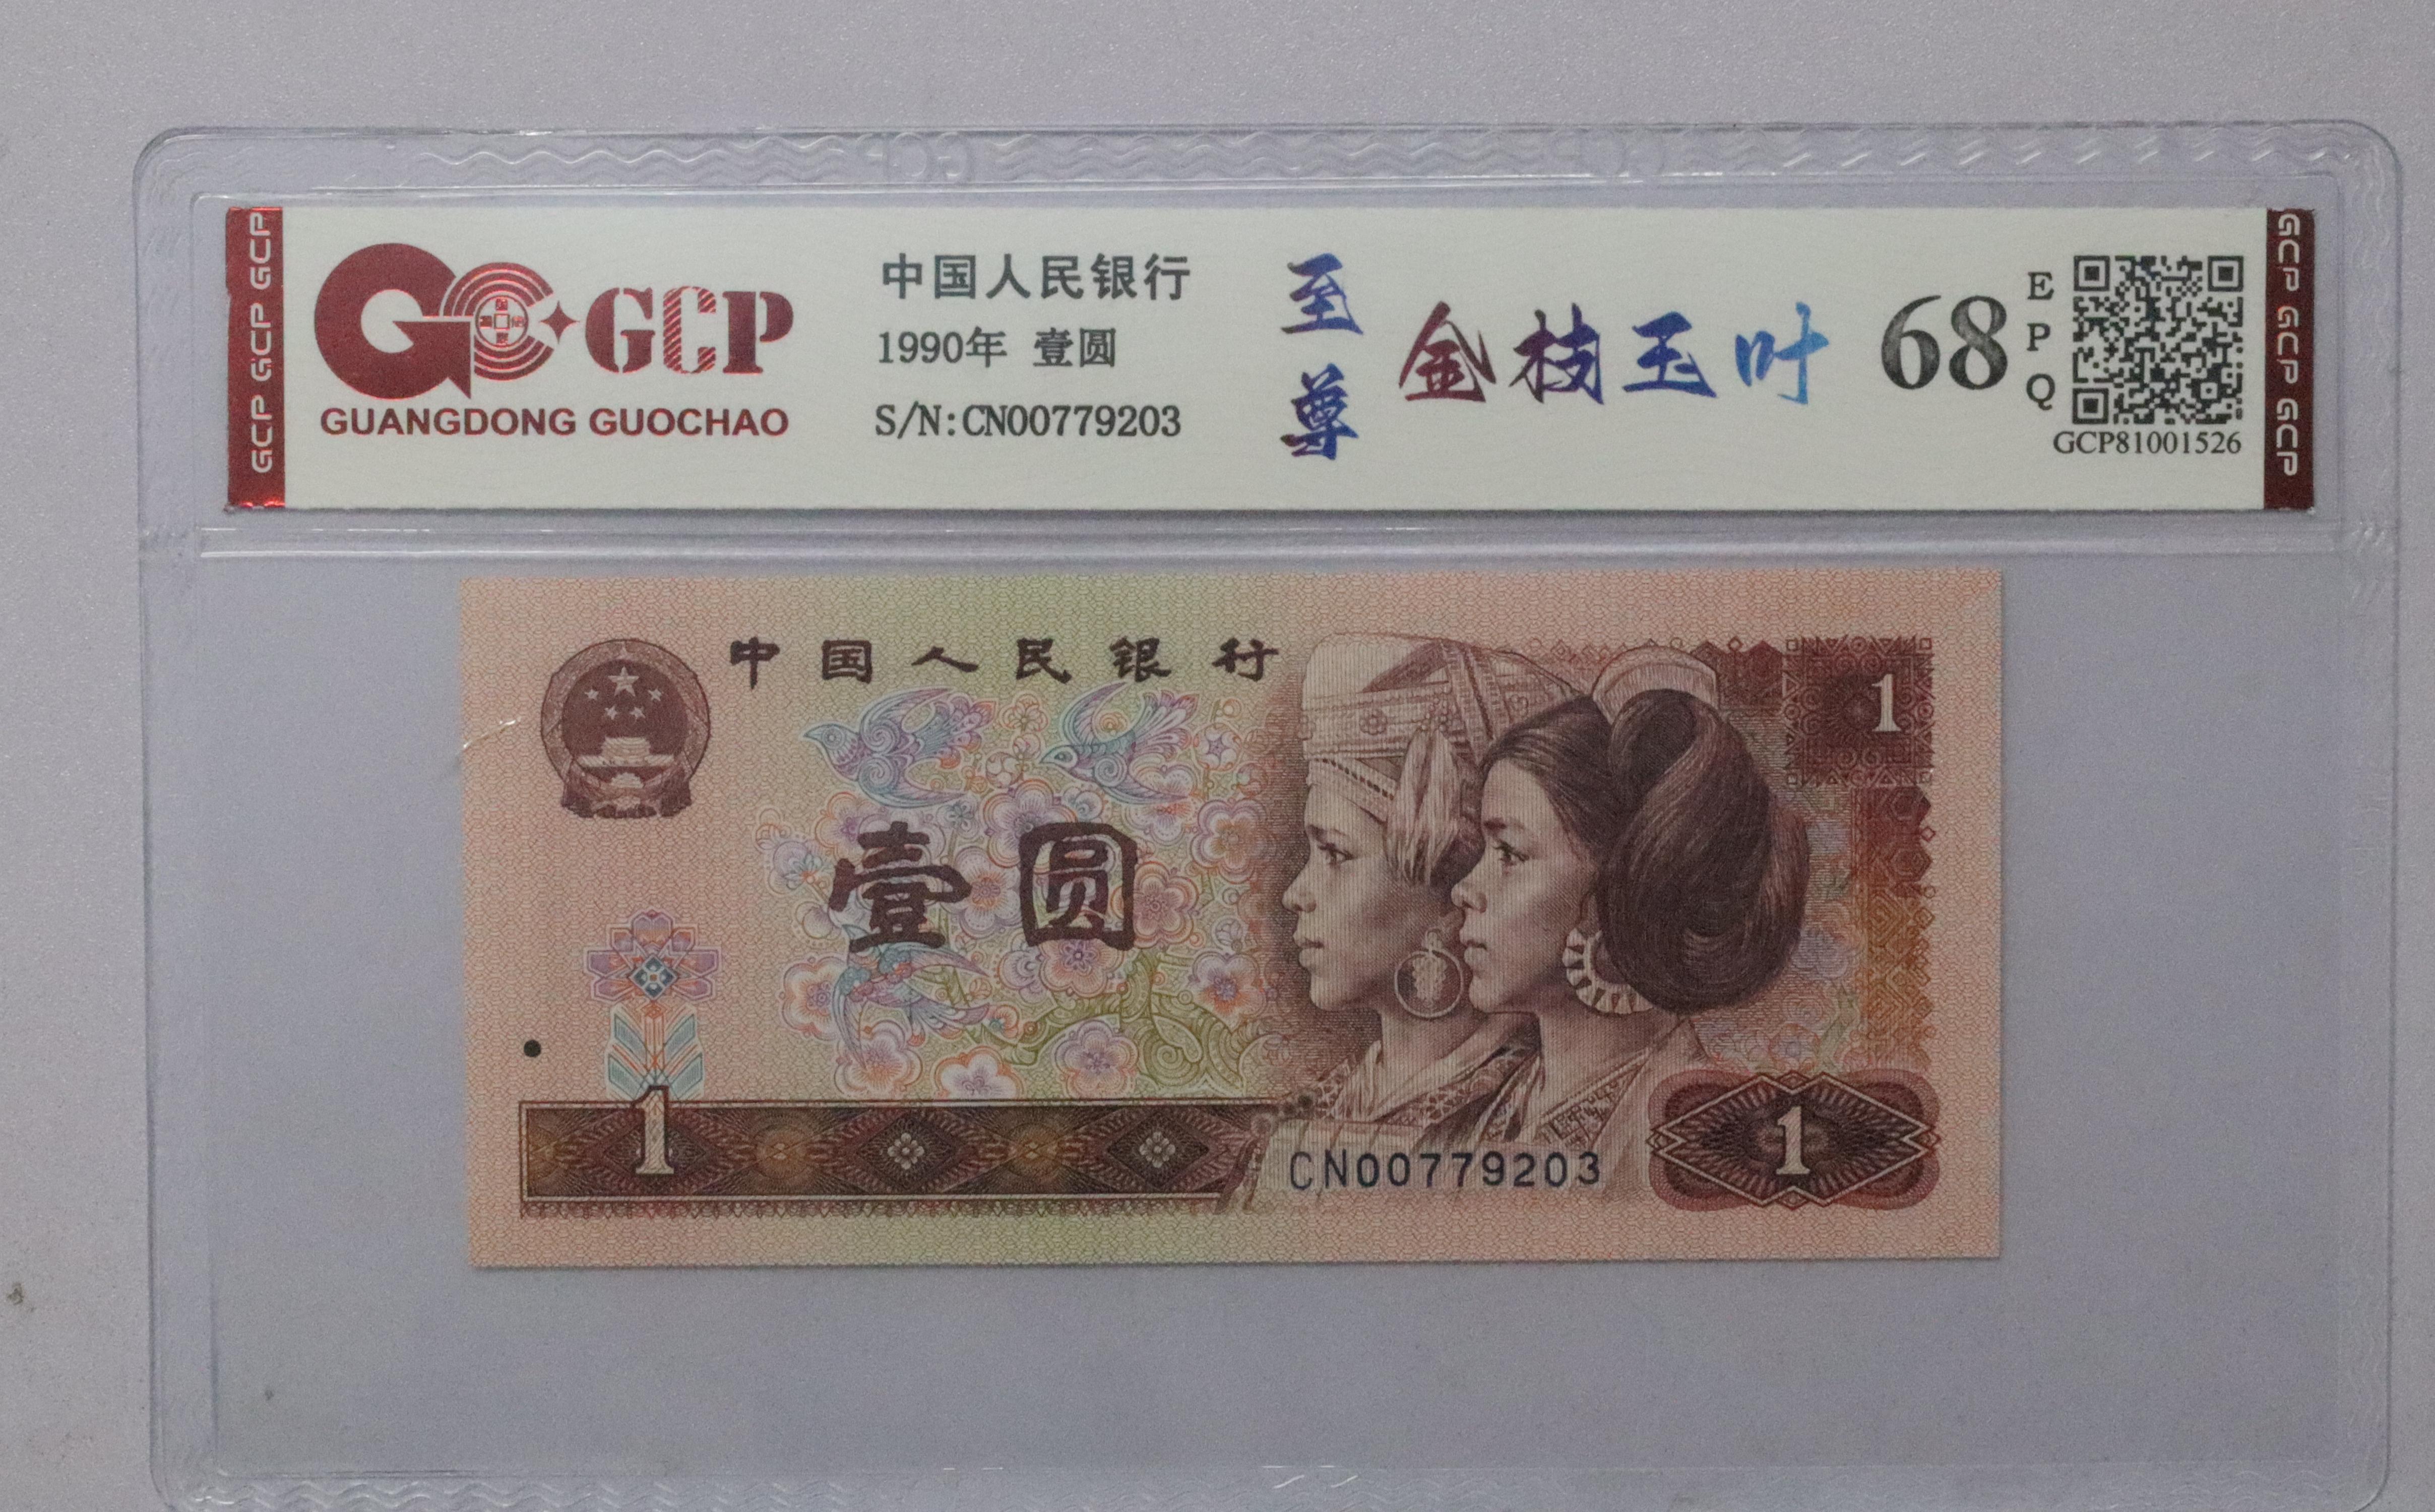 GCP GCP GCP
GCP
GUANGDONG GUOCHAO
中国人民银行
1990年 壹圆
S/N:CN00779203
至尊
金枝玉叶
68
EPQ
GCP81001526
GCP GCP GCP
中国人民银行
1
壹圆
1
CN00779203
1